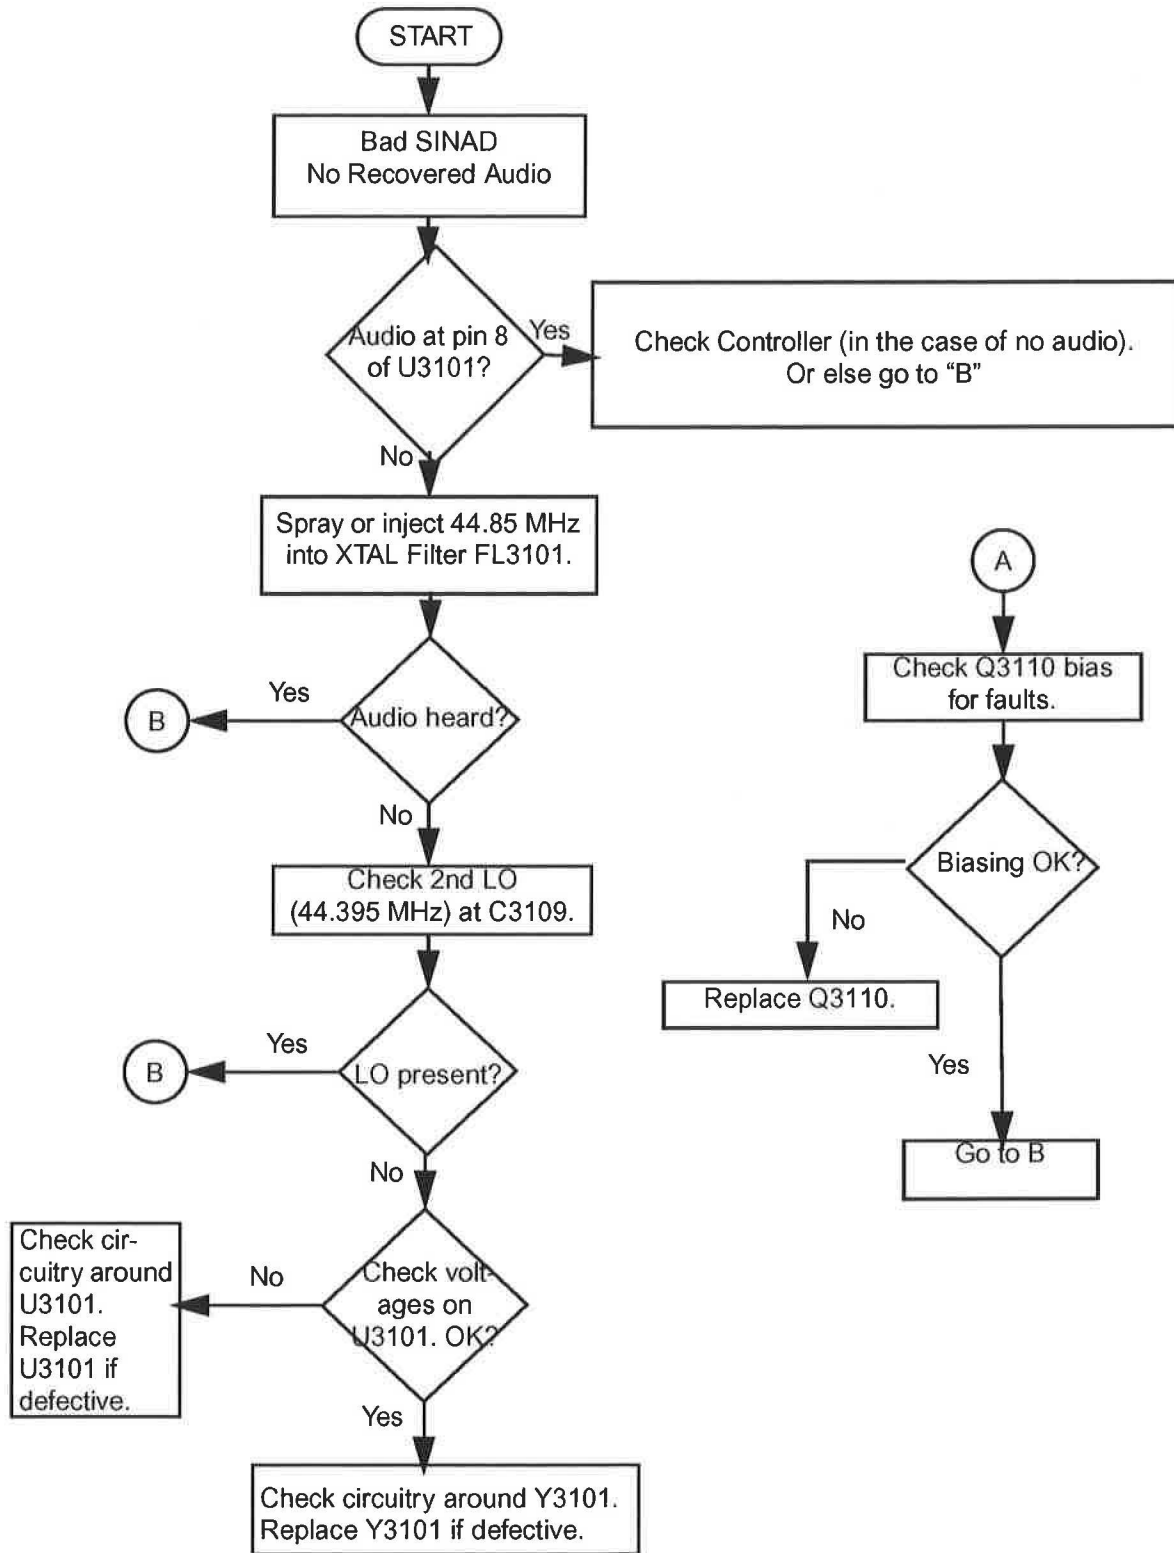 START
Bad SINAD
No Recovered Audio
Audio at pin 8
of U3101?
Yes
Check Controller (in the case of no audio).
Or else go to “B”
No
Spray or inject 44.85 MHz
into XTAL Filter FL3101.
Audio heard?
Yes
B
No
Check 2nd LO
(44.395 MHz) at C3109.
LO present?
Yes
B
No
Check volt-
ages on
U3101. OK?
No
Check cir-
cuitry around
U3101.
Replace
U3101 if
defective.
Yes
Check circuitry around Y3101.
Replace Y3101 if defective.
A
Check Q3110 bias
for faults.
Biasing OK?
No
Replace Q3110.
Yes
Go to B